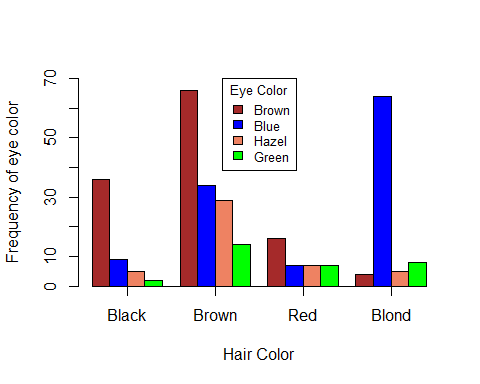 Frequency of eye color
70
50
30
10
0
Eye Color
Brown
Blue
Hazel
Green
Black Brown Red Blond
Hair Color